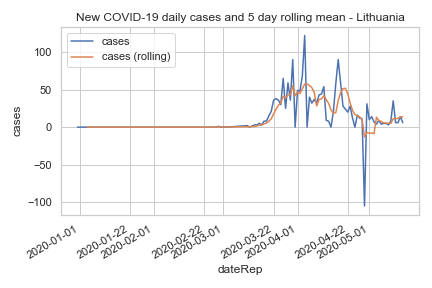 New COVID-19 daily cases and 5 day rolling mean - Lithuania
cases
cases (rolling)
100
50
0
−50
−100
cases
2020-01-01
2020-01-22
2020-02-01
2020-02-22
2020-03-01
2020-03-22
2020-04-01
2020-04-22
2020-05-01
dateRep